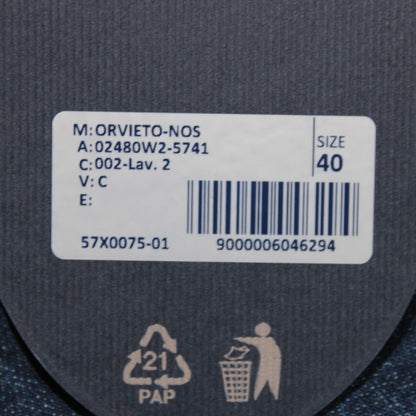 M: ORVIETO-NOS
A: 02480W2-5741
C: 002-Lav. 2
V: C
E:
SIZE
40
57X0075-01
9000006046294
21
PAP